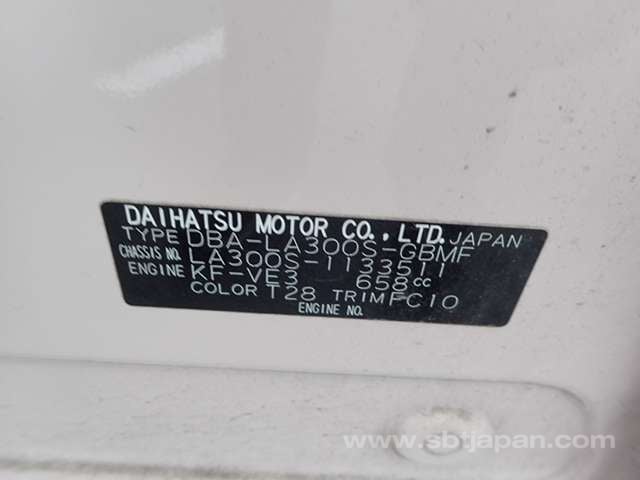 DAIHATSU MOTOR CO., LTD. JAPAN
TYPE DBA-LA300S-GBMF
CHASSIS NO. LA300S-1133511
ENGINE KF-VE3 658cc
COLOR T28 TRIM FC10
ENGINE NO.
www.sbtjapan.com